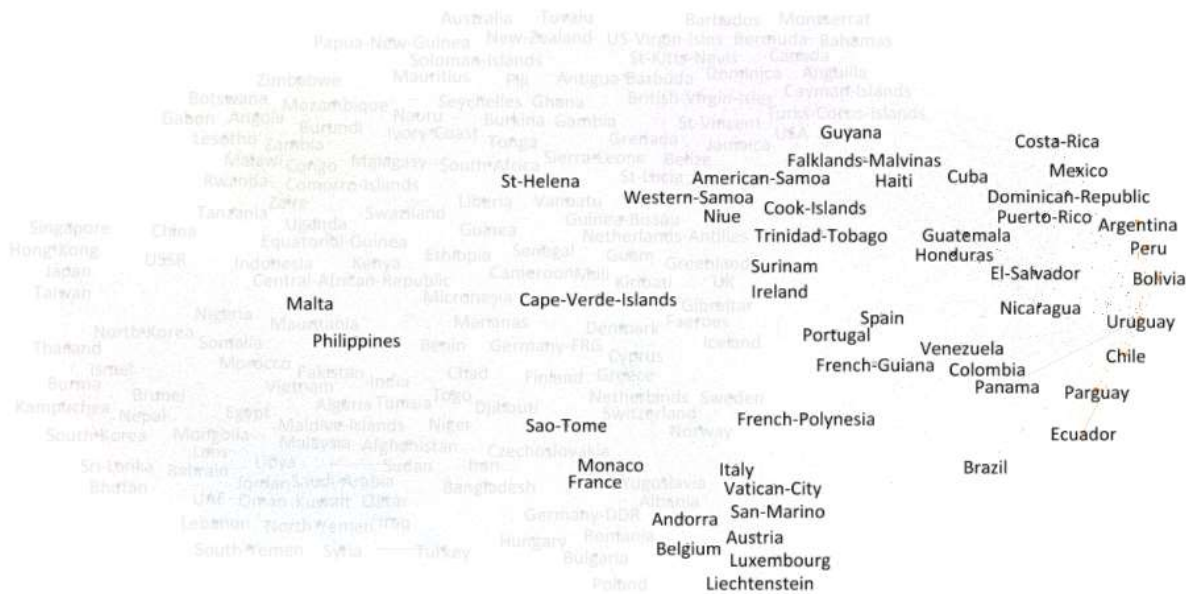 Australia Tuvalu Barbados Montserrat
Papua-New-Guinea New-Zealand US-Virgin-Isles Bermuda Bahamas
Soloman-Islands St-Kitts-Nevis Canada
Zimbabwe Mauritius Fiji Antigua-Barbuda Dominica Anguilla
Botswana Mozambique Seychelles Ghana British-Virgin-Isles Cayman-Islands
Gabon Angola Nauru Burkina Gambia St-Vincent Turks-Cocus-Islands
Burundi Ivory-Coast USA
Guyana
Lesotho Zambia Tonga Grenada Jamaica Costa-Rica
Malawi Congo Malagasy South-Africa Sierra-Leone Belize Falklands-Malvinas
Mexico
Rwanda Comorro-Islands St-Helena St-Lucia American-Samoa Haiti Cuba
Zaire Liberia Vanuatu Western-Samoa Dominican-Republic
Tanzania Swaziland Guinea-Bissau Niue Cook-Islands Puerto-Rico
Singapore China Uganda Guinea Argentina
Equatorial-Guinea Netherlands-Antilles Trinidad-Tobago Guatemala
Hong-Kong USSR Indonesia Kenya Ethiopia Senegal Guam Honduras Peru
Japan Central-African-Republic Cameroon Mali Kiribati Greenland UK Surinam El-Salvador Bolivia
Taiwan Malta Micronesia Cape-Verde-Islands Gibraltar Ireland
Nigeria Mauritania Marianas Denmark Faeroes Spain Nicaragua Uruguay
North-Korea Somalia Philippines Benin Germany-FRG Iceland Portugal
Thailand Morocco Cyprus Venezuela Chile
Israel Pakistan Chad Finland Greece French-Guiana Colombia
Burma Brunei Vietnam India Togo Netherlands Sweden Panama Parguay
Kampuchea Nepal Egypt Algeria Tunisia Djibouti Switzerland
South-Korea Mongolia Maldive-Islands Niger Sao-Tome Norway French-Polynesia Ecuador
Laos Malaysia Afghanistan Czechoslovakia
Sri-Lanka Bahrain Libya Sudan Iran Monaco Italy Brazil
Bhutan Jordan Saudi-Arabia Bangladesh France Yugoslavia Vatican-City
UAE Oman Kuwait Qatar Albania
Lebanon North-Yemen Iraq Germany-DDR Andorra San-Marino
Hungary Romania Austria
South-Yemen Syria Turkey Bulgaria Belgium Luxembourg
Poland Liechtenstein